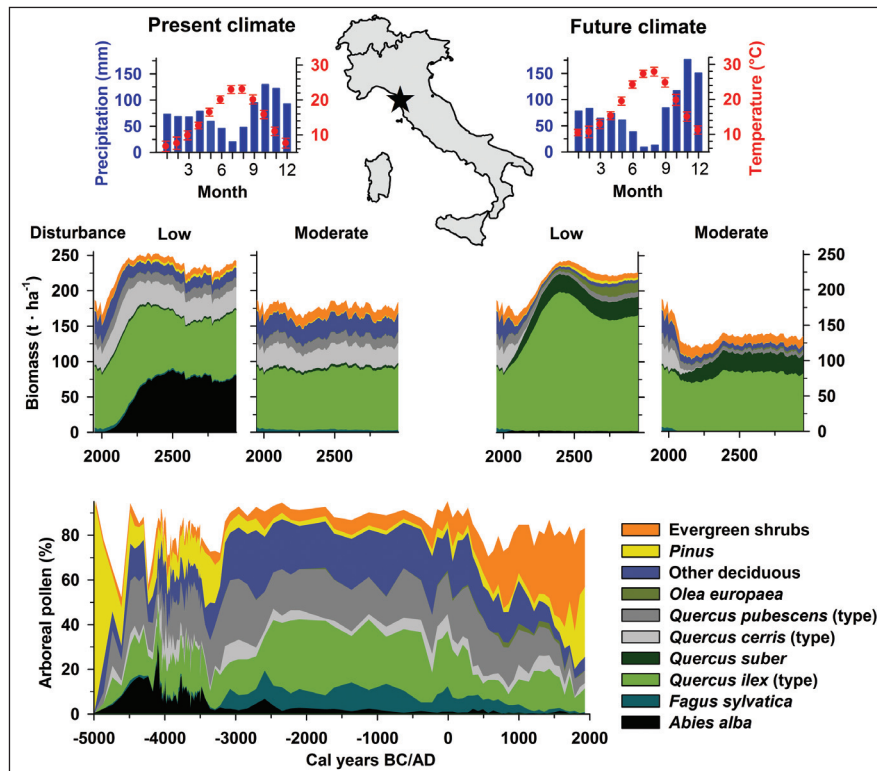 Present climate
Future climate
Precipitation (mm)
150
100
50
0
30
20
10
3 6 9 12
Month
150
100
50
0
30
20
10
Temperature (°C)
3 6 9 12
Month
Disturbance Low Moderate
Low Moderate
Biomass (t · ha⁻¹)
250
200
150
100
50
0
250
200
150
100
50
0
2000 2500
2000 2500
2000 2500
2000 2500
Arboreal pollen (%)
80
60
40
20
0
-5000 -4000 -3000 -2000 -1000 0 1000 2000
Cal years BC/AD
Evergreen shrubs
Pinus
Other deciduous
Olea europaea
Quercus pubescens (type)
Quercus cerris (type)
Quercus suber
Quercus ilex (type)
Fagus sylvatica
Abies alba